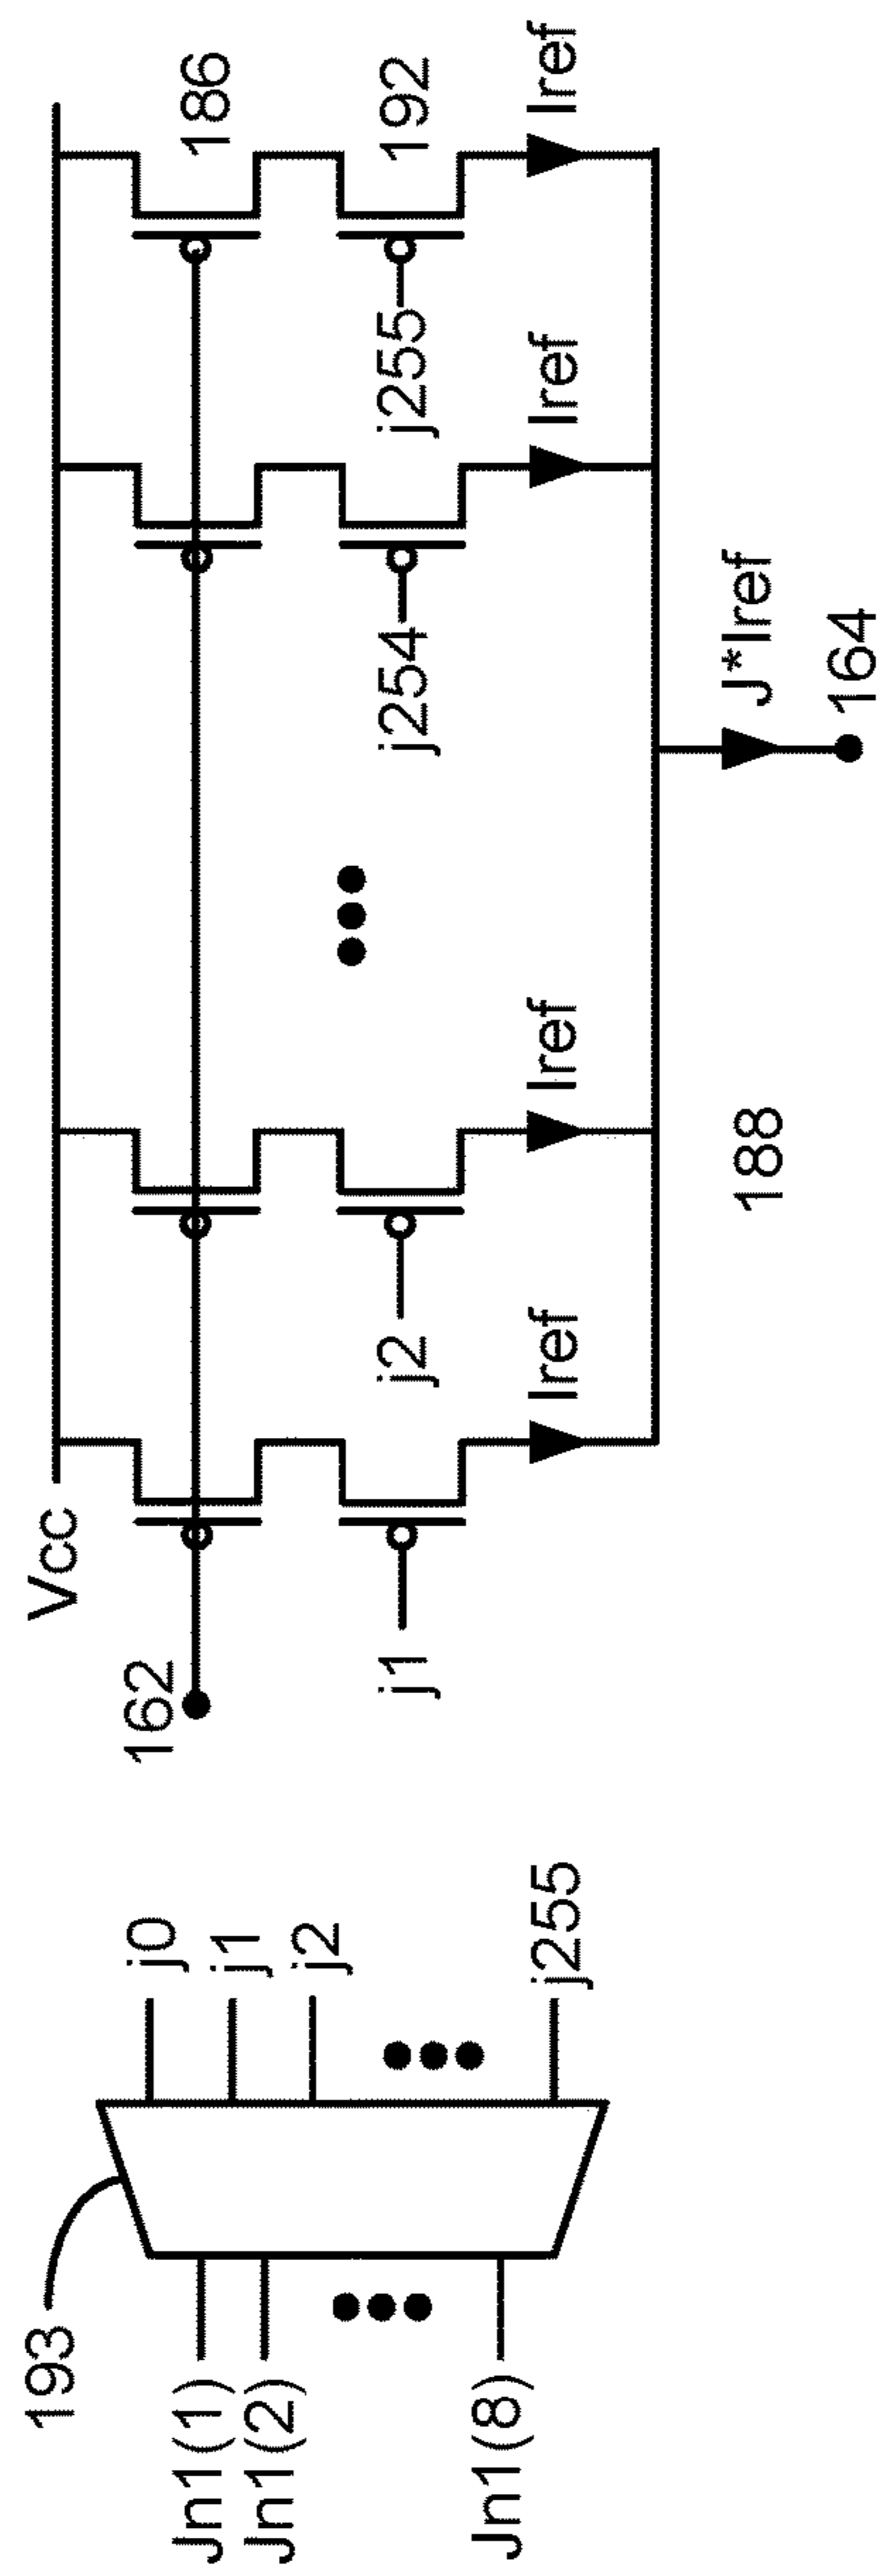 193
Jn1(1)
Jn1(2)
Jn1(8)
j0
j1
j2
j255
Vcc
162
186
j1
j2
j254
j255
192
Iref
Iref
Iref
Iref
188
J*Iref
164